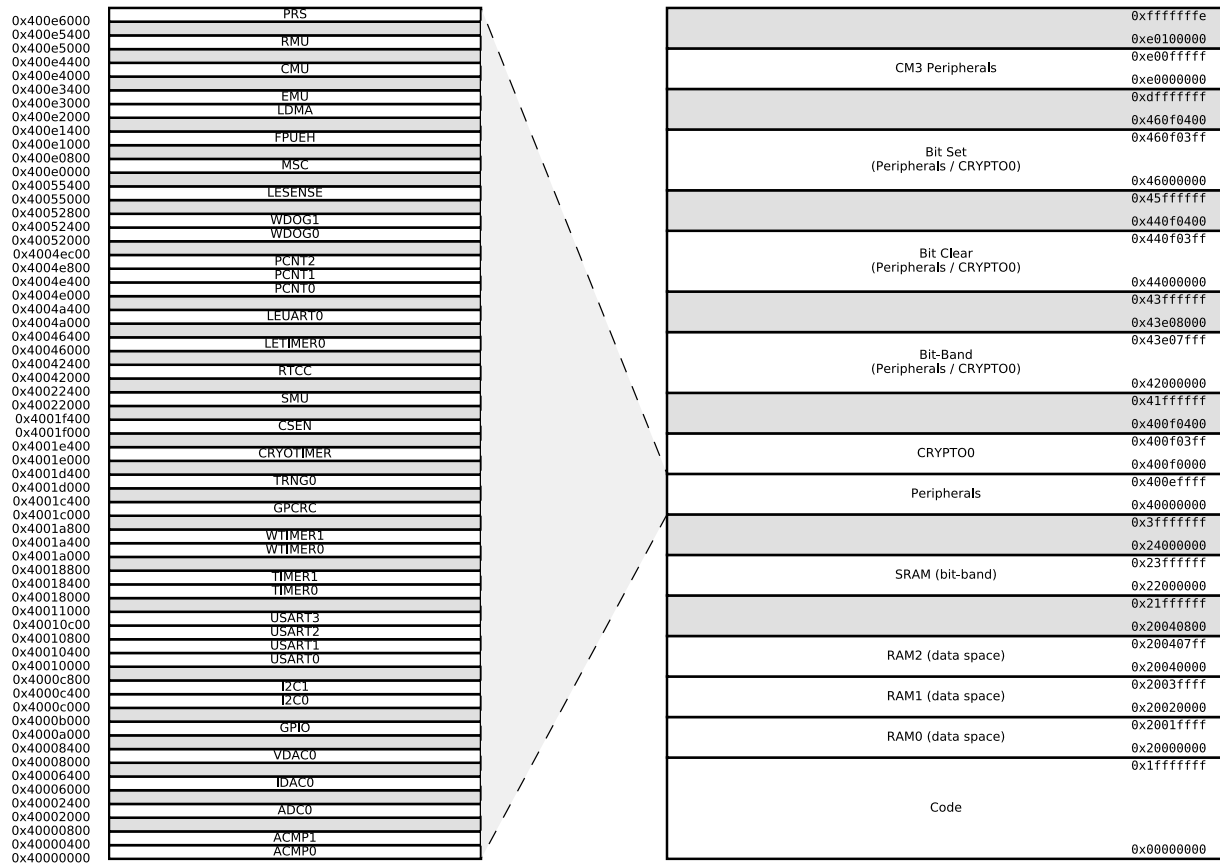 PRS
0x400e6000
0x400e5400
RMU
0x400e5000
0x400e4400
CMU
0x400e4000
0x400e3400
EMU
0x400e3000
LDMA
0x400e2000
0x400e1400
FPUEH
0x400e1000
0x400e0800
MSC
0x400e0000
0x40055400
LESENSE
0x40055000
0x40052800
WDOG1
0x40052400
WDOG0
0x40052000
0x4004ec00
PCNT2
0x4004e800
PCNT1
0x4004e400
PCNT0
0x4004e000
0x4004a400
LEUART0
0x4004a000
0x40046400
LETIMER0
0x40046000
0x40042400
RTCC
0x40042000
0x40022400
SMU
0x40022000
0x4001f400
CSEN
0x4001f000
0x4001e400
CRYOTIMER
0x4001e000
0x4001d400
TRNG0
0x4001d000
0x4001c400
GPCRC
0x4001c000
0x4001a800
WTIMER1
0x4001a400
WTIMER0
0x4001a000
0x40018800
TIMER1
0x40018400
TIMER0
0x40018000
0x40011000
USART3
0x40010c00
USART2
0x40010800
USART1
0x40010400
USART0
0x40010000
0x4000c800
I2C1
0x4000c400
I2C0
0x4000c000
0x4000b000
GPIO
0x4000a000
0x40008400
VDAC0
0x40008000
0x40006400
IDAC0
0x40006000
0x40002400
ADC0
0x40002000
0x40000800
ACMP1
0x40000400
ACMP0
0x40000000
0xfffffffe
0xe0100000
0xe00fffff
CM3 Peripherals
0xe0000000
0xdfffffff
0x460f0400
0x460f03ff
Bit Set
(Peripherals / CRYPTO0)
0x46000000
0x45ffffff
0x440f0400
0x440f03ff
Bit Clear
(Peripherals / CRYPTO0)
0x44000000
0x43ffffff
0x43e08000
0x43e07fff
Bit-Band
(Peripherals / CRYPTO0)
0x42000000
0x41ffffff
0x400f0400
0x400f03ff
CRYPTO0
0x400f0000
0x400effff
Peripherals
0x40000000
0x3fffffff
0x24000000
0x23ffffff
SRAM (bit-band)
0x22000000
0x21ffffff
0x20040800
0x200407ff
RAM2 (data space)
0x20040000
0x2003ffff
RAM1 (data space)
0x20020000
0x2001ffff
RAM0 (data space)
0x20000000
0x1fffffff
Code
0x00000000